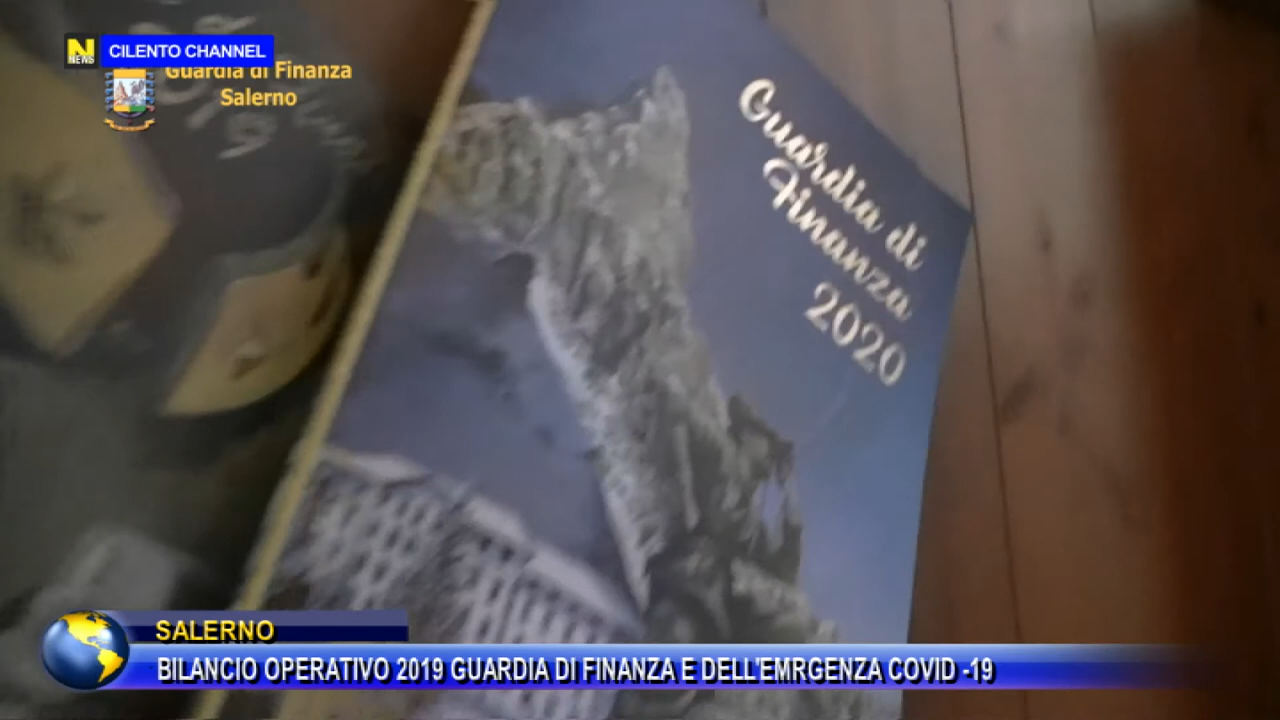 N
NEWS
CILENTO CHANNEL
Guardia di Finanza
Salerno
Guardia di
Finanza
2020
SALERNO
BILANCIO OPERATIVO 2019 GUARDIA DI FINANZA E DELL'EMRGENZA COVID -19